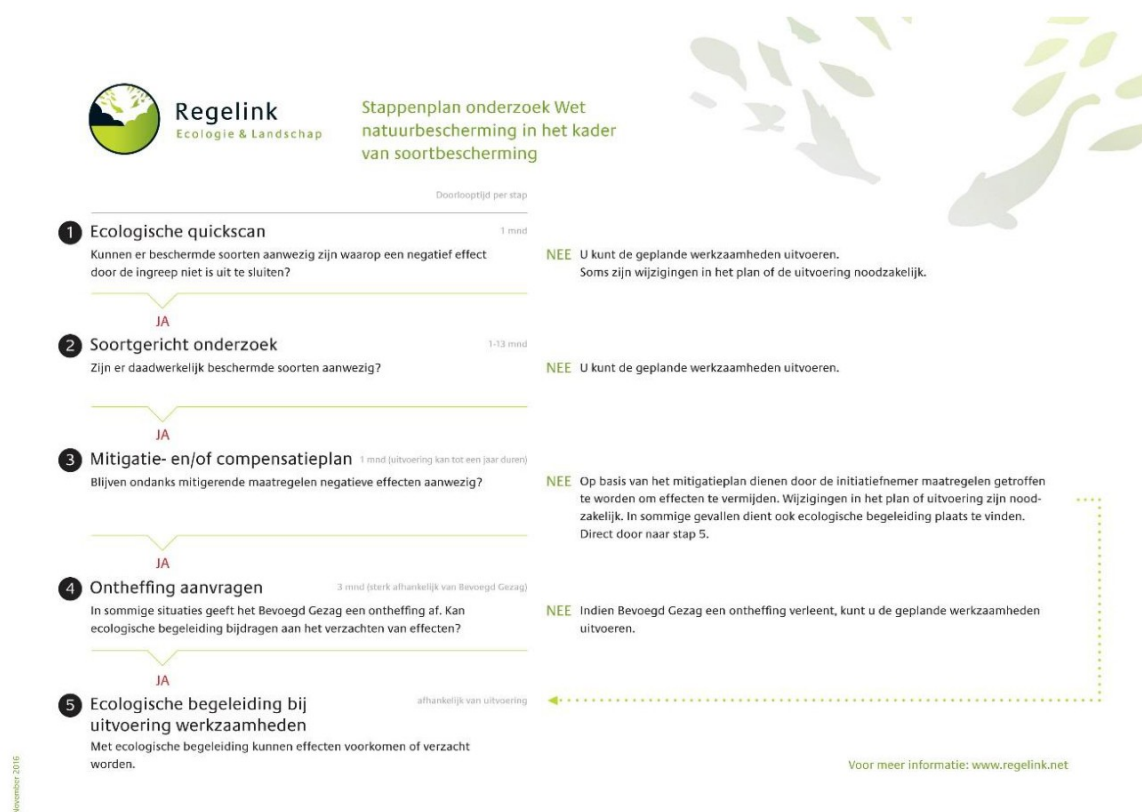 Regelink
Ecologie & Landschap
Stappenplan onderzoek Wet
natuurbescherming in het kader
van soortbescherming
Doorlooptijd per stap
1 Ecologische quickscan 1 mnd
Kunnen er beschermde soorten aanwezig zijn waarop een negatief effect
door de ingreep niet is uit te sluiten?
NEE U kunt de geplande werkzaamheden uitvoeren.
Soms zijn wijzigingen in het plan of de uitvoering noodzakelijk.
JA
2 Soortgericht onderzoek 1-13 mnd
Zijn er daadwerkelijk beschermde soorten aanwezig?
NEE U kunt de geplande werkzaamheden uitvoeren.
JA
3 Mitigatie- en/of compensatieplan 1 mnd (uitvoering kan tot een jaar duren)
Blijven ondanks mitigerende maatregelen negatieve effecten aanwezig?
NEE Op basis van het mitigatieplan dienen door de initiatiefnemer maatregelen getroffen
te worden om effecten te vermijden. Wijzigingen in het plan of uitvoering zijn nood-
zakelijk. In sommige gevallen dient ook ecologische begeleiding plaats te vinden.
Direct door naar stap 5.
JA
4 Ontheffing aanvragen 3 mnd (sterk afhankelijk van Bevoegd Gezag)
In sommige situaties geeft het Bevoegd Gezag een ontheffing af. Kan
ecologische begeleiding bijdragen aan het verzachten van effecten?
NEE Indien Bevoegd Gezag een ontheffing verleent, kunt u de geplande werkzaamheden
uitvoeren.
JA
5 Ecologische begeleiding bij afhankelijk van uitvoering
uitvoering werkzaamheden
Met ecologische begeleiding kunnen effecten voorkomen of verzacht
worden.
Voor meer informatie: www.regelink.net
November 2016